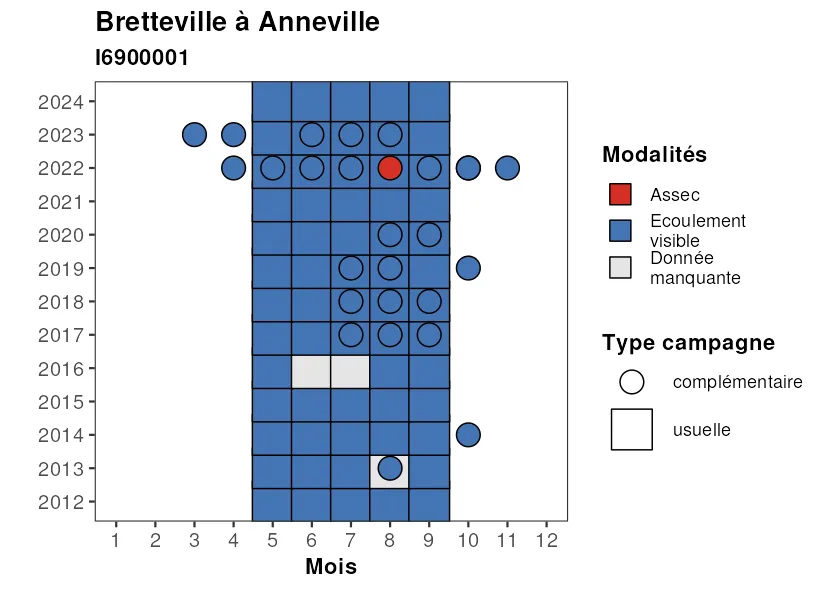 Bretteville à Anneville
I6900001
2024
2023
2022
2021
2020
2019
2018
2017
2016
2015
2014
2013
2012
1 2 3 4 5 6 7 8 9 10 11 12
Mois
Modalités
Assec
Ecoulement
visible
Donnée
manquante
Type campagne
complémentaire
usuelle